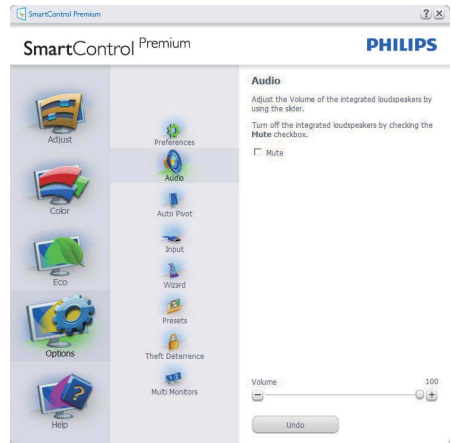 SmartControl Premium
SmartControl Premium
PHILIPS
Adjust
Color
Eco
Options
Help
Preferences
Audio
Auto Pivot
Input
Wizard
Presets
Theft Deterrence
Multi Monitors
Audio
Adjust the Volume of the integrated loudspeakers by
using the slider.
Turn off the integrated loudspeakers by checking the
Mute checkbox.
Mute
Volume 100
Undo